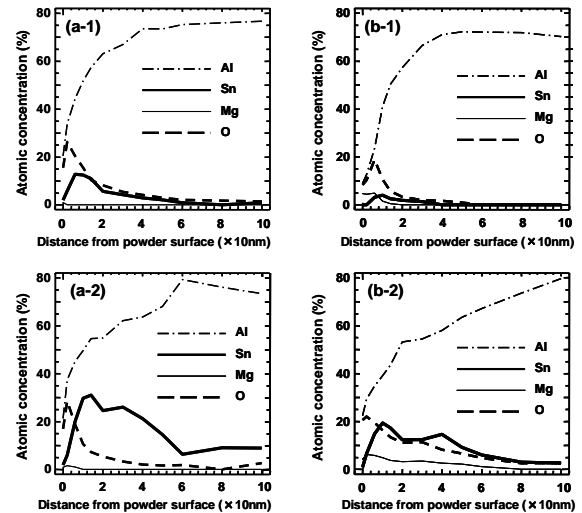 (a-1)
Atomic concentration (%)
80
60
40
20
0
Al
Sn
Mg
O
0 2 4 6 8 10
Distance from powder surface (×10nm)
(b-1)
Atomic concentration (%)
80
60
40
20
0
Al
Sn
Mg
O
0 2 4 6 8 10
Distance from powder surface (×10nm)
(a-2)
Atomic concentration (%)
80
60
40
20
0
Al
Sn
Mg
O
0 2 4 6 8 10
Distance from powder surface (×10nm)
(b-2)
Atomic concentration (%)
80
60
40
20
0
Al
Sn
Mg
O
0 2 4 6 8 10
Distance from powder surface (×10nm)